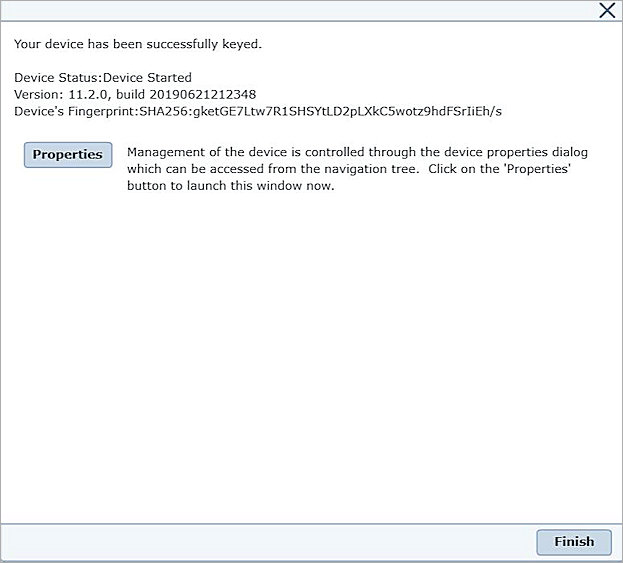 Your device has been successfully keyed.
Device Status:Device Started
Version: 11.2.0, build 20190621212348
Device's Fingerprint:SHA256:gketGE7Ltw7R1SHSYtLD2pLXkC5wotz9hdFSrIiEh/s
Properties
Management of the device is controlled through the device properties dialog
which can be accessed from the navigation tree.  Click on the 'Properties'
button to launch this window now.
Finish